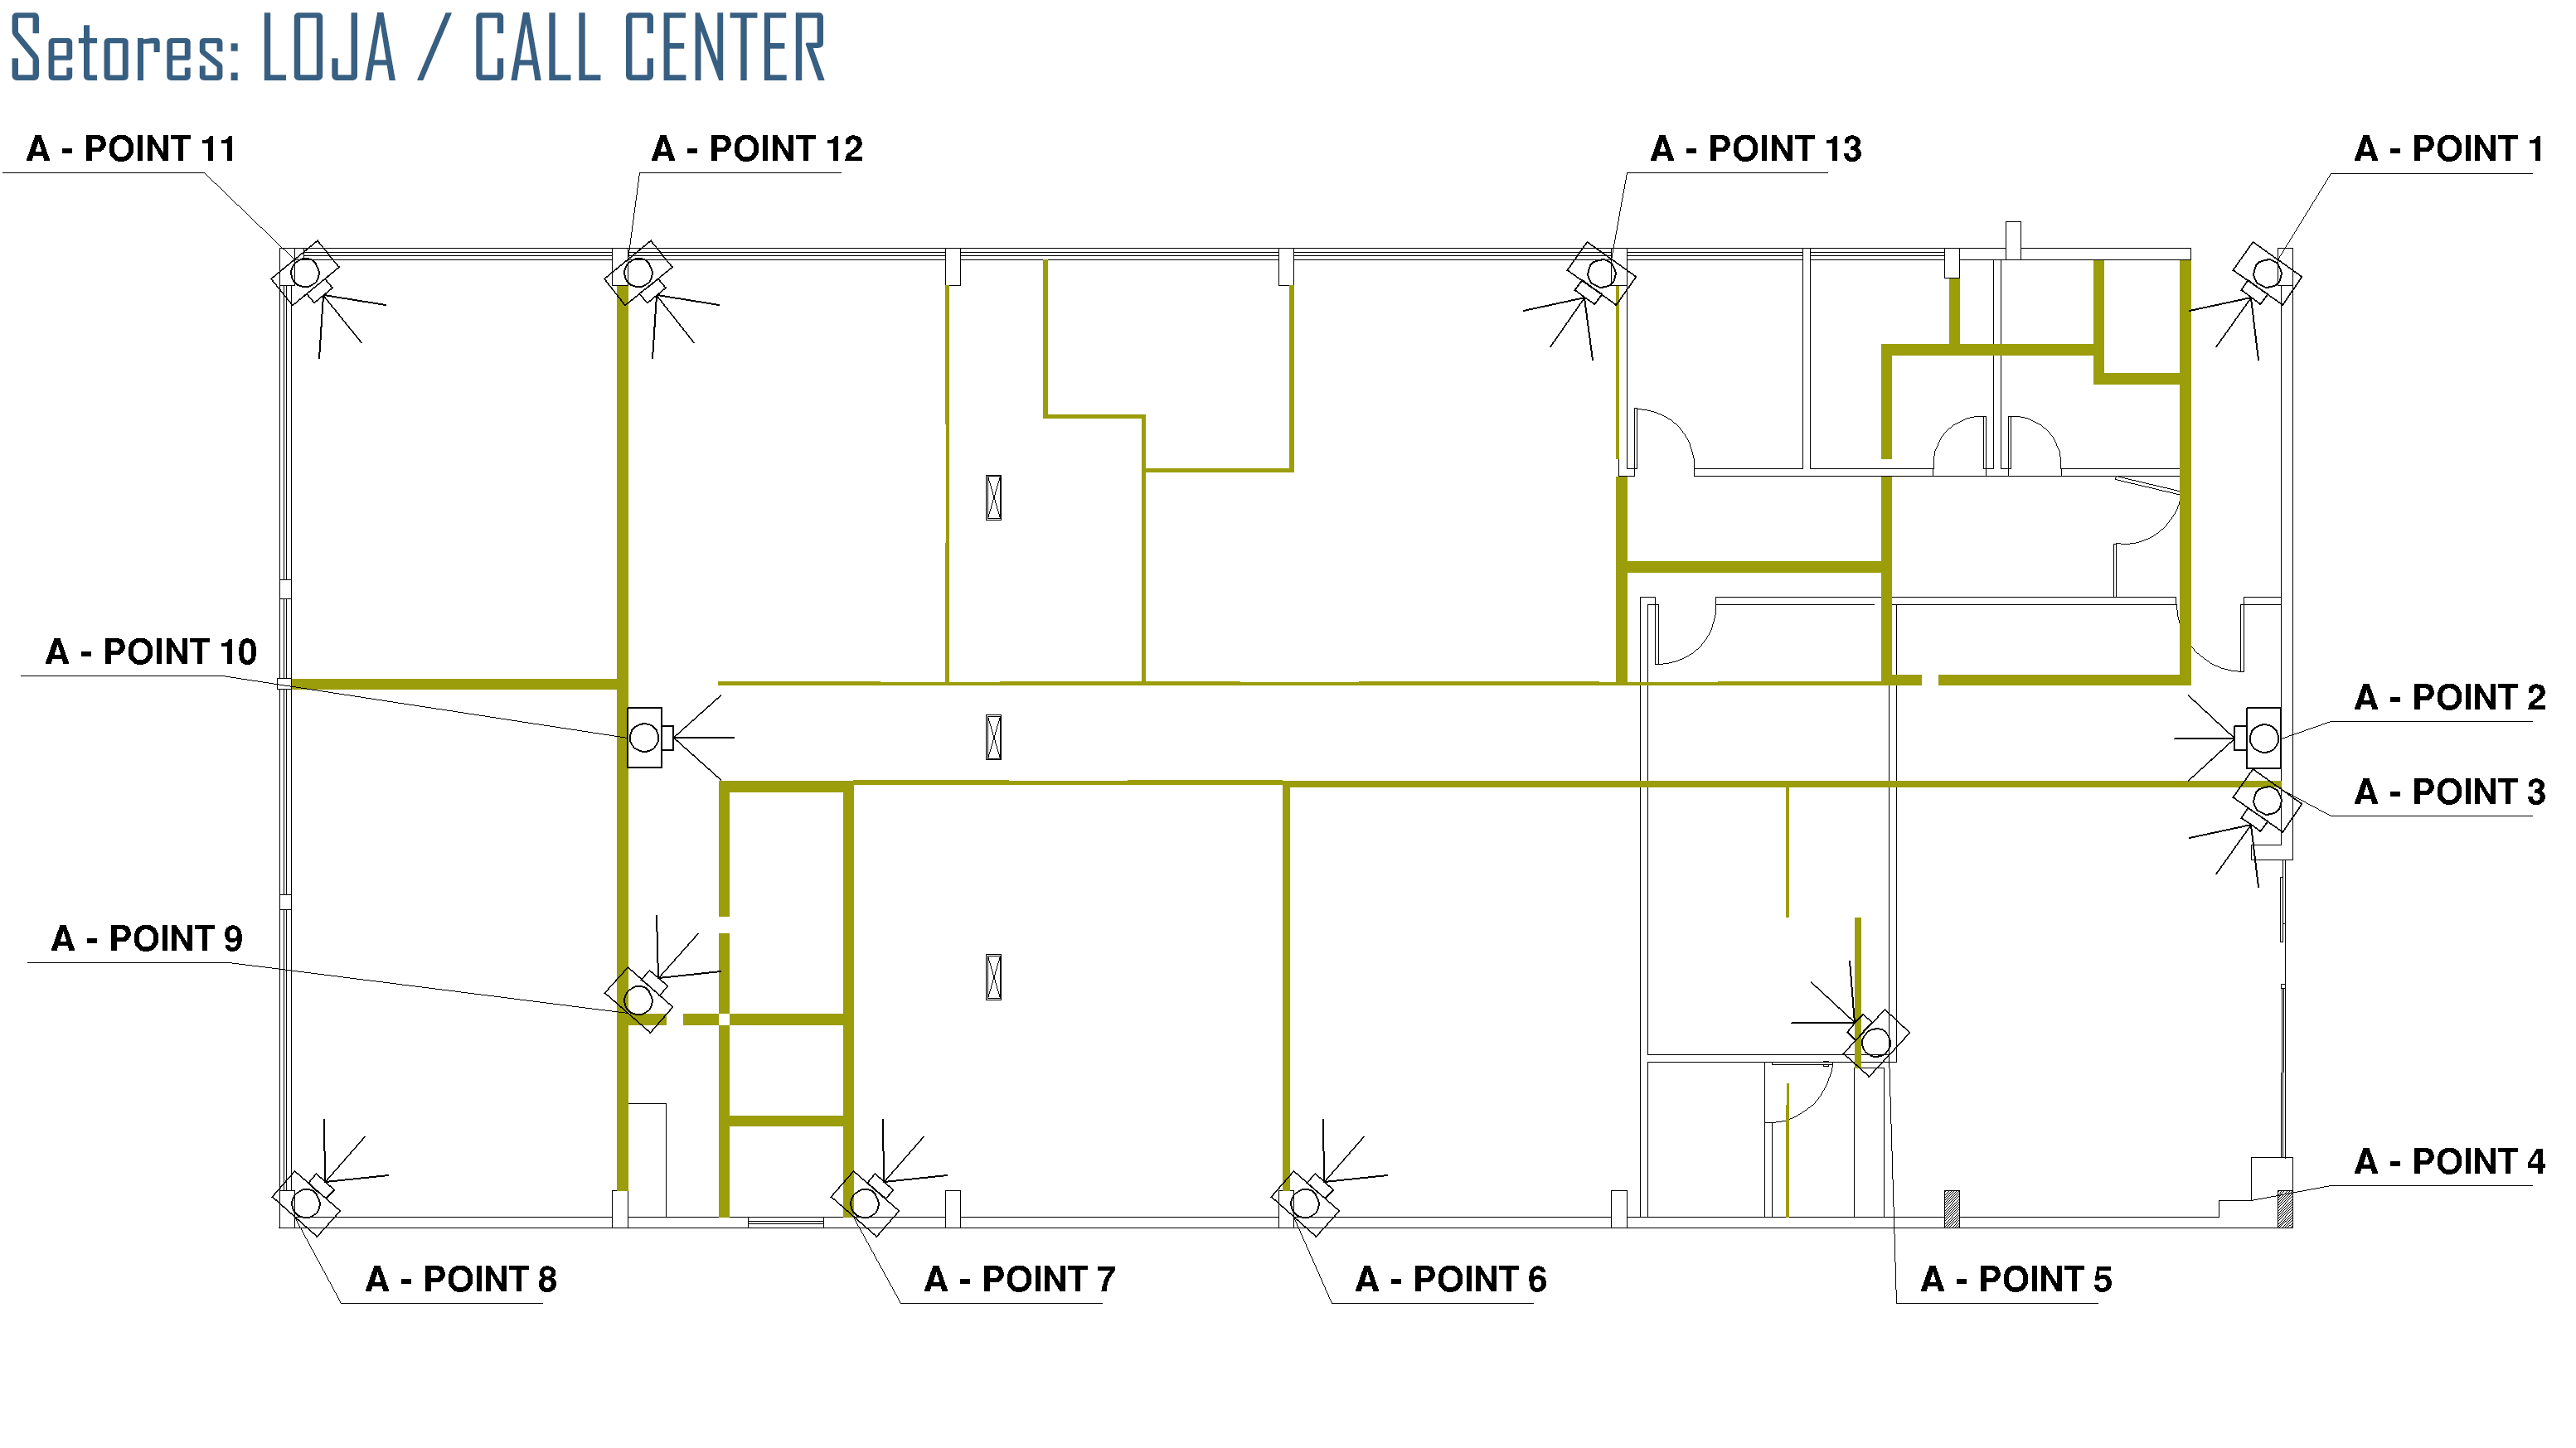 Setores: LOJA / CALL CENTER
A - POINT 11
A - POINT 12
A - POINT 13
A - POINT 1
A - POINT 10
A - POINT 2
A - POINT 3
A - POINT 9
A - POINT 4
A - POINT 8
A - POINT 7
A - POINT 6
A - POINT 5